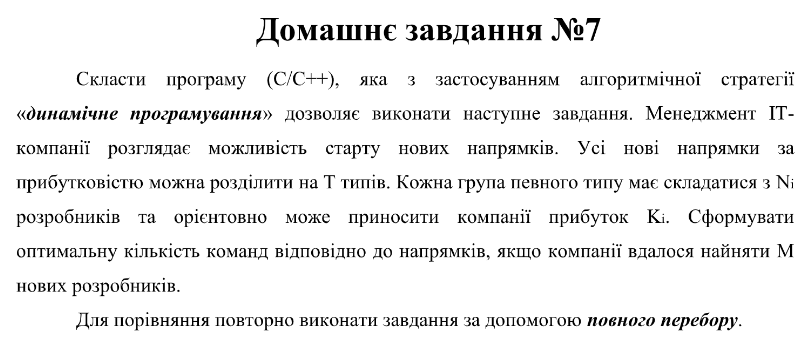 Домашнє завдання №7
Скласти програму (С/С++), яка з застосуванням алгоритмічної стратегії
«динамічне програмування» дозволяє виконати наступне завдання. Менеджмент ІТ-
компанії розглядає можливість старту нових напрямків. Усі нові напрямки за
прибутковістю можна розділити на Т типів. Кожна група певного типу має складатися з Ni
розробників та орієнтовно може приносити компанії прибуток Ki. Сформувати
оптимальну кількість команд відповідно до напрямків, якщо компанії вдалося найняти М
нових розробників.
Для порівняння повторно виконати завдання за допомогою повного перебору.